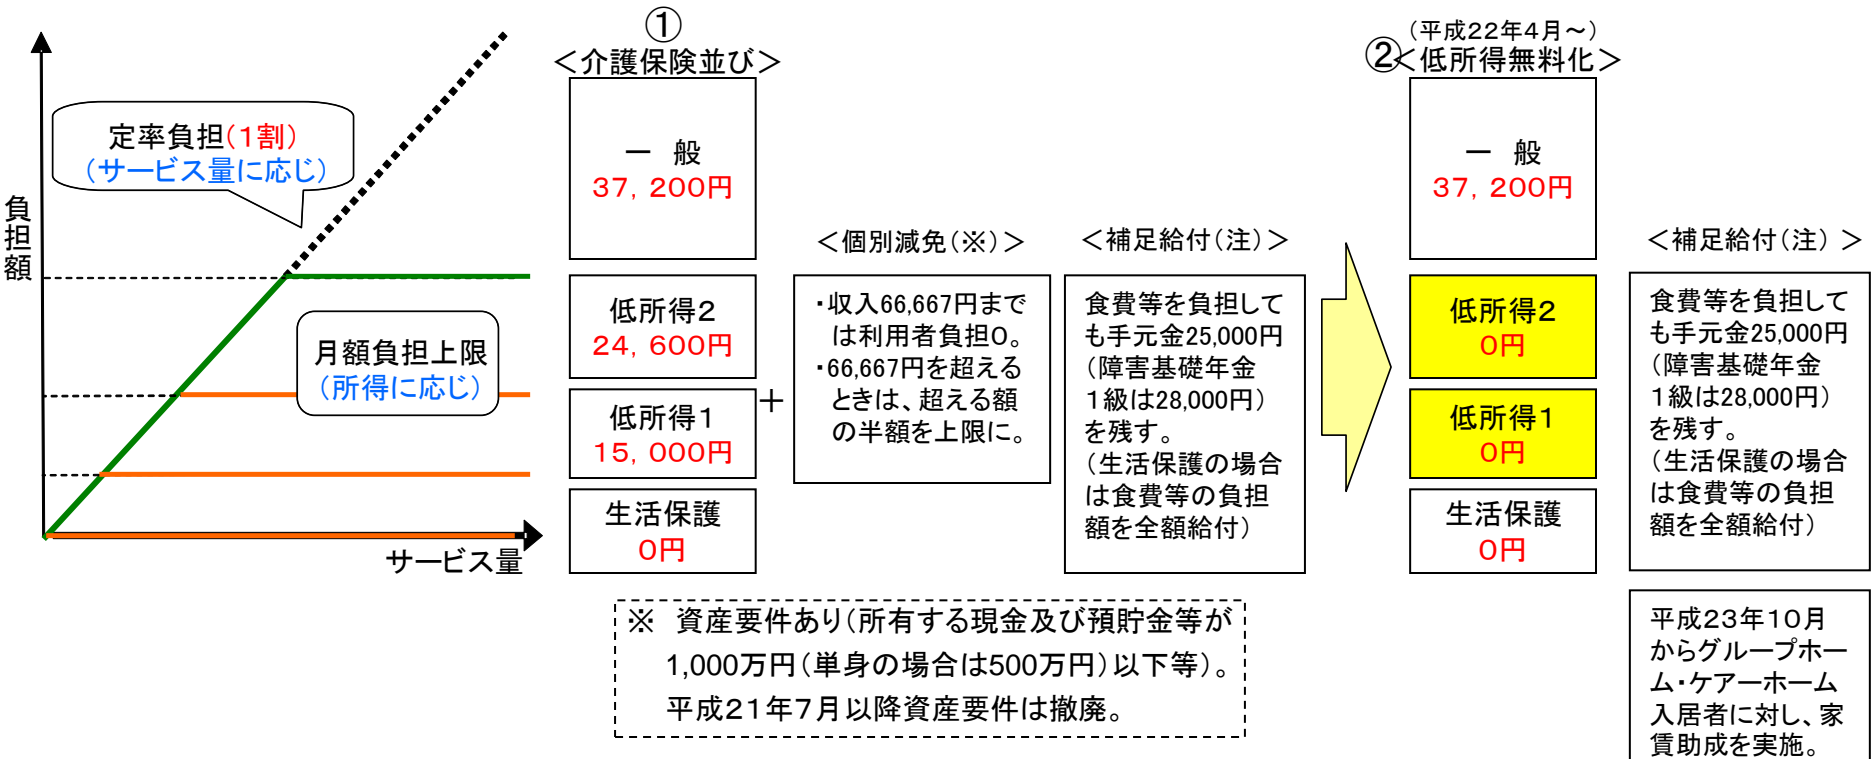 負担額
定率負担(1割)
(サービス量に応じ)
月額負担上限
(所得に応じ)
サービス量
①
＜介護保険並び＞
一 般
37,200円
低所得2
24,600円
低所得1
15,000円
生活保護
0円
＋
＜個別減免(※)＞
・収入66,667円まで
は利用者負担0。
・66,667円を超える
ときは、超える額
の半額を上限に。
＜補足給付(注)＞
食費等を負担して
も手元金25,000円
(障害基礎年金
1級は28,000円)
を残す。
(生活保護の場合
は食費等の負担
額を全額給付)
※ 資産要件あり(所有する現金及び預貯金等が
1,000万円(単身の場合は500万円)以下等)。
平成21年7月以降資産要件は撤廃。
(平成22年4月～)
②＜低所得無料化＞
一 般
37,200円
低所得2
0円
低所得1
0円
生活保護
0円
＜補足給付(注)＞
食費等を負担して
も手元金25,000円
(障害基礎年金
1級は28,000円)
を残す。
(生活保護の場合
は食費等の負担
額を全額給付)
平成23年10月
からグループホー
ム・ケアーホーム
入居者に対し、家
賃助成を実施。